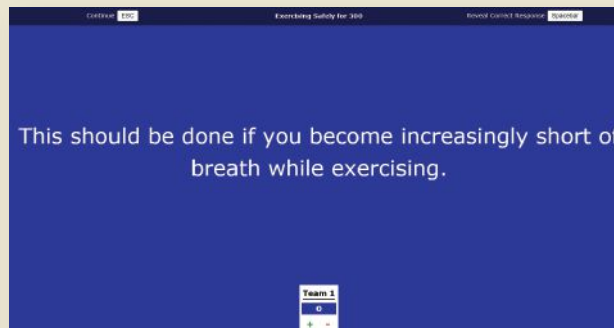 Continue ESC
Exercising Safely for 300
Reveal Correct Response Spacebar
This should be done if you become increasingly short of
breath while exercising.
Team 1
0
+ -